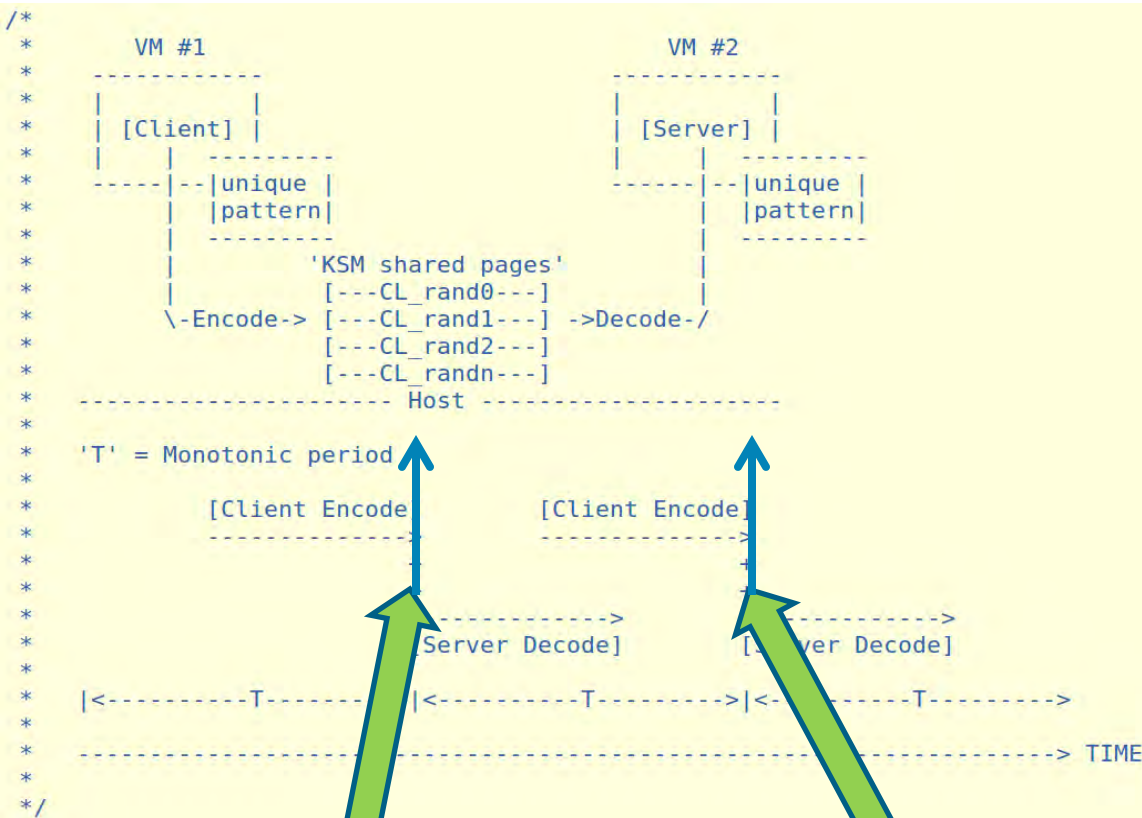 /*
 *       VM #1                                VM #2
 *    ------------                        ------------
 *    |          |                        |          |
 *    | [Client] |                        | [Server] |
 *    |    |  ---------                   |     |  ---------
 *    -----|--|unique |                   ------|--|unique |
 *         |  |pattern|                         |  |pattern|
 *         |  ---------                         |  ---------
 *         |         'KSM shared pages'         |
 *         |          [---CL_rand0---]          |
 *         \-Encode-> [---CL_rand1---] ->Decode-/
 *                    [---CL_rand2---]
 *                    [---CL_randn---]
 *   ---------------------- Host ---------------------
 *
 *   'T' = Monotonic period
 *
 *            [Client Encode         [Client Encode]
 *            -------------->        -------------->
 *                                                 +
 *
 *                          ------------->         ------------->
 *                          [Server Decode]        Decode]
 *
 *   |<----------T-------   |<----------T--------->|<---------T--------->
 *
 *   --------------------------------------------------------------------> TIME
 *
 */